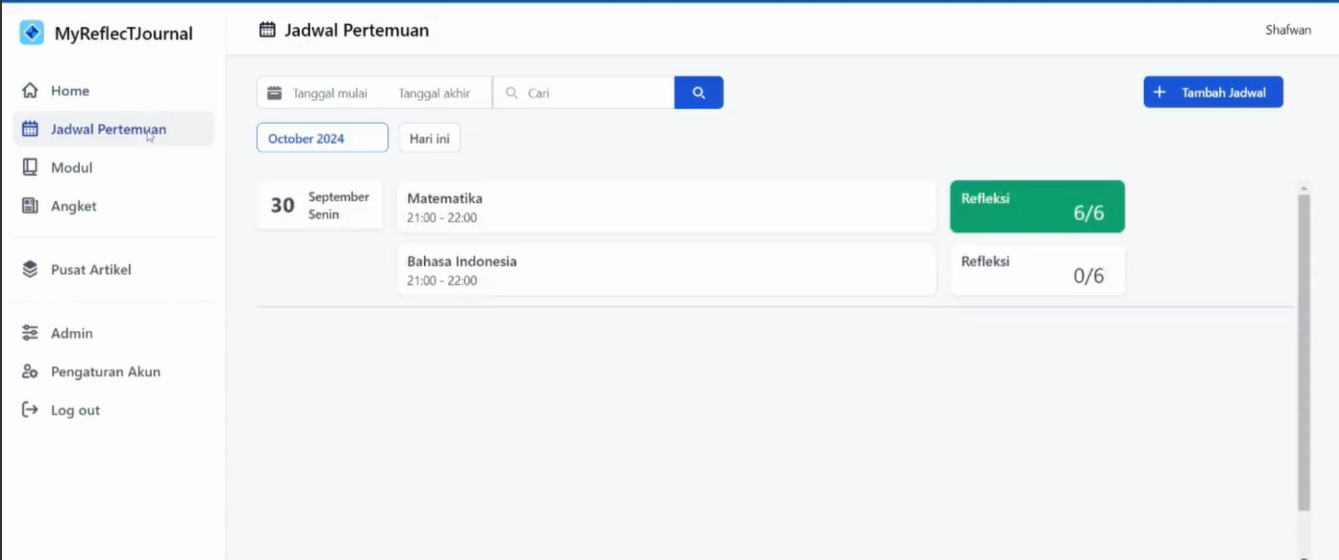 MyReflecTJournal
Jadwal Pertemuan
Shafwan
Home
Jadwal Pertemuan
Modul
Angket
Pusat Artikel
Admin
Pengaturan Akun
Log out
Tanggal mulai
Tanggal akhir
Cari
Tambah Jadwal
October 2024
Hari ini
30
September
Senin
Matematika
21:00 - 22:00
Refleksi
6/6
Bahasa Indonesia
21:00 - 22:00
Refleksi
0/6